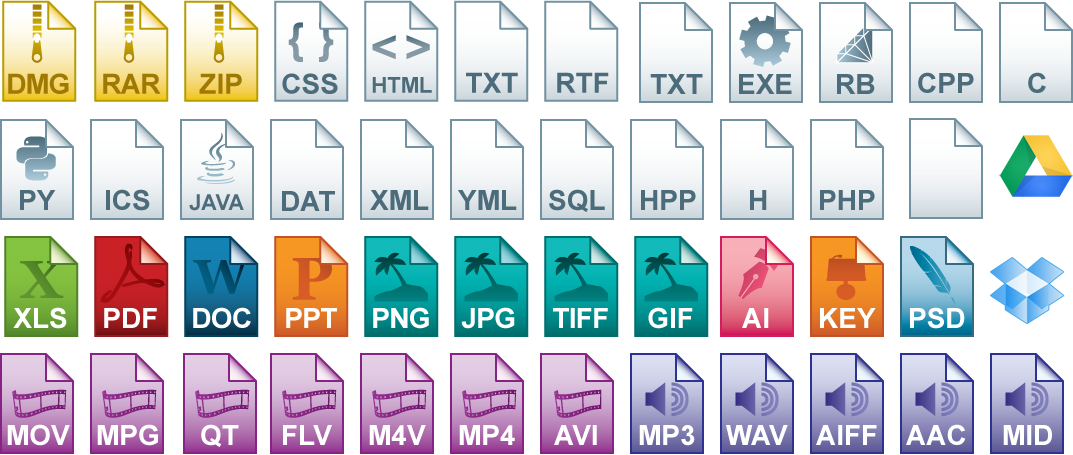 DMG RAR ZIP { } CSS < > HTML TXT RTF TXT EXE RB CPP C
PY ICS JAVA DAT XML YML SQL HPP H PHP
X XLS PDF W DOC P PPT PNG JPG TIFF GIF AI KEY PSD
MOV MPG QT FLV M4V MP4 AVI MP3 WAV AIFF AAC MID